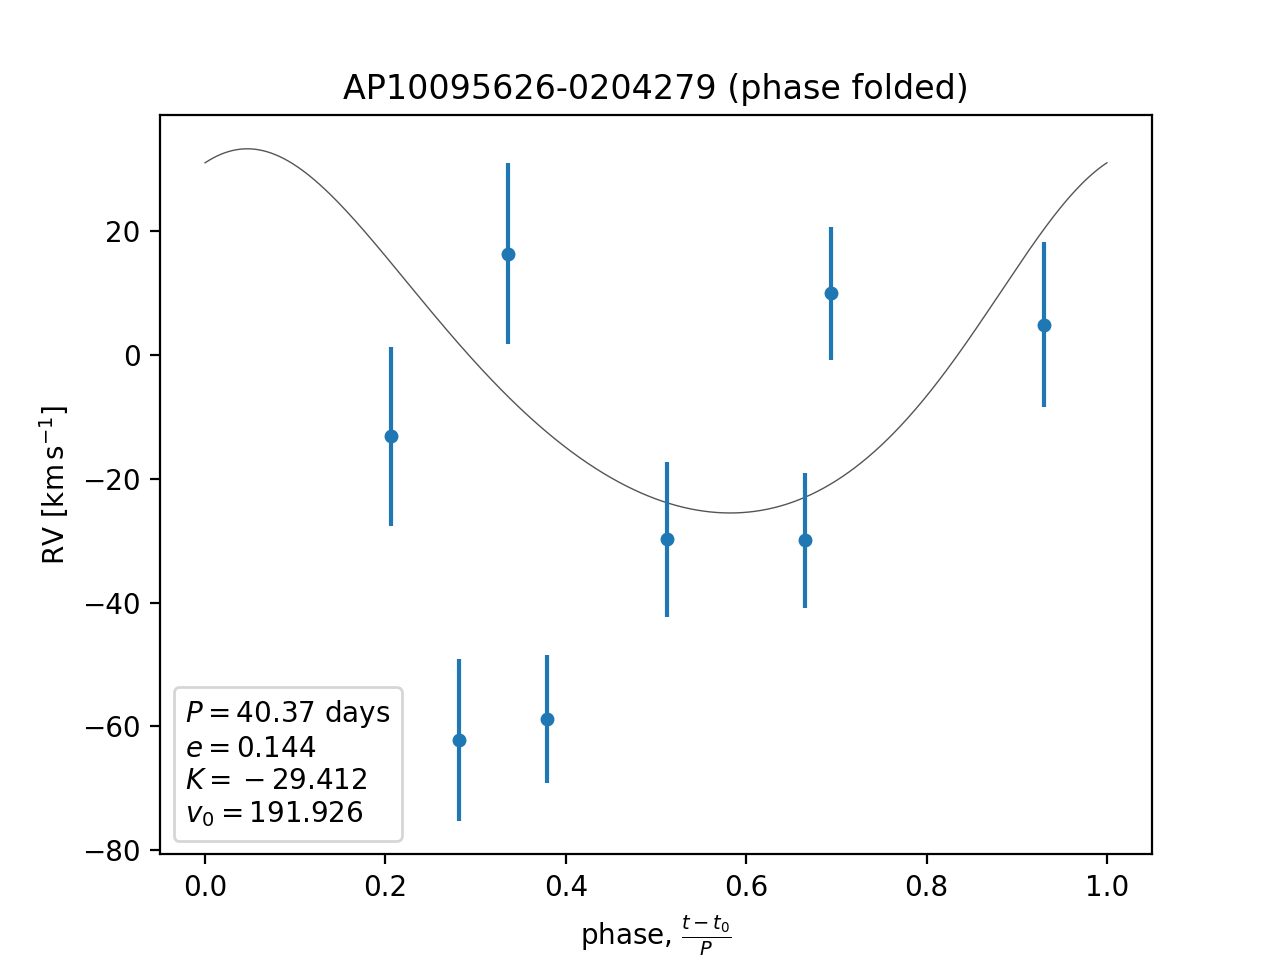 AP10095626-0204279 (phase folded)
RV [km s⁻¹]
20
0
−20
−40
−60
−80
P = 40.37 days
e = 0.144
K = −29.412
v₀ = 191.926
0.0 0.2 0.4 0.6 0.8 1.0
phase, (t − t₀)/P